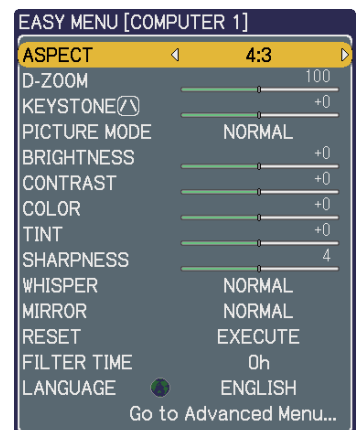 EASY MENU [COMPUTER 1]
ASPECT 4:3
D-ZOOM 100
KEYSTONE +0
PICTURE MODE NORMAL
BRIGHTNESS +0
CONTRAST +0
COLOR +0
TINT +0
SHARPNESS 4
WHISPER NORMAL
MIRROR NORMAL
RESET EXECUTE
FILTER TIME 0h
LANGUAGE ENGLISH
Go to Advanced Menu...